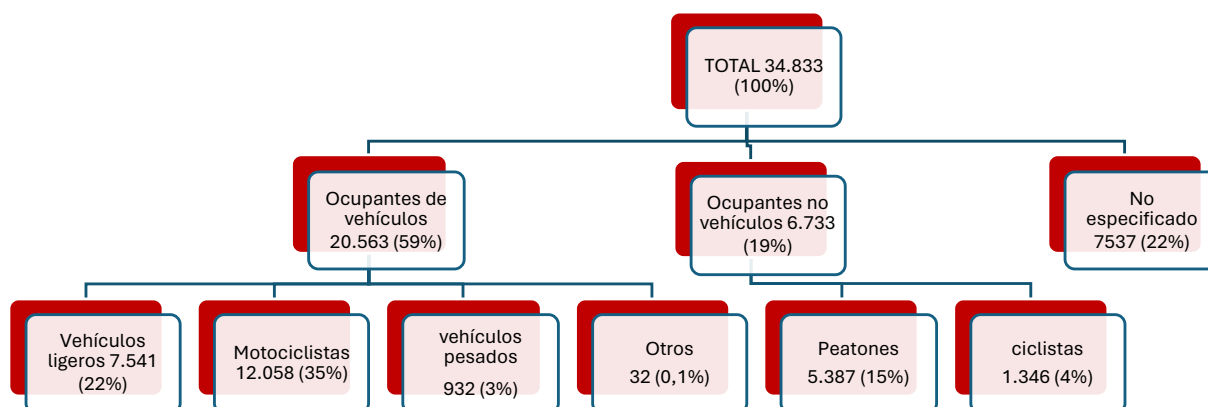 TOTAL 34.833
(100%)
Ocupantes de
vehículos
20.563 (59%)
Ocupantes no
vehículos 6.733
(19%)
No
especificado
7537 (22%)
Vehículos
ligeros 7.541
(22%)
Motociclistas
12.058 (35%)
vehículos
pesados
932 (3%)
Otros
32 (0,1%)
Peatones
5.387 (15%)
ciclistas
1.346 (4%)